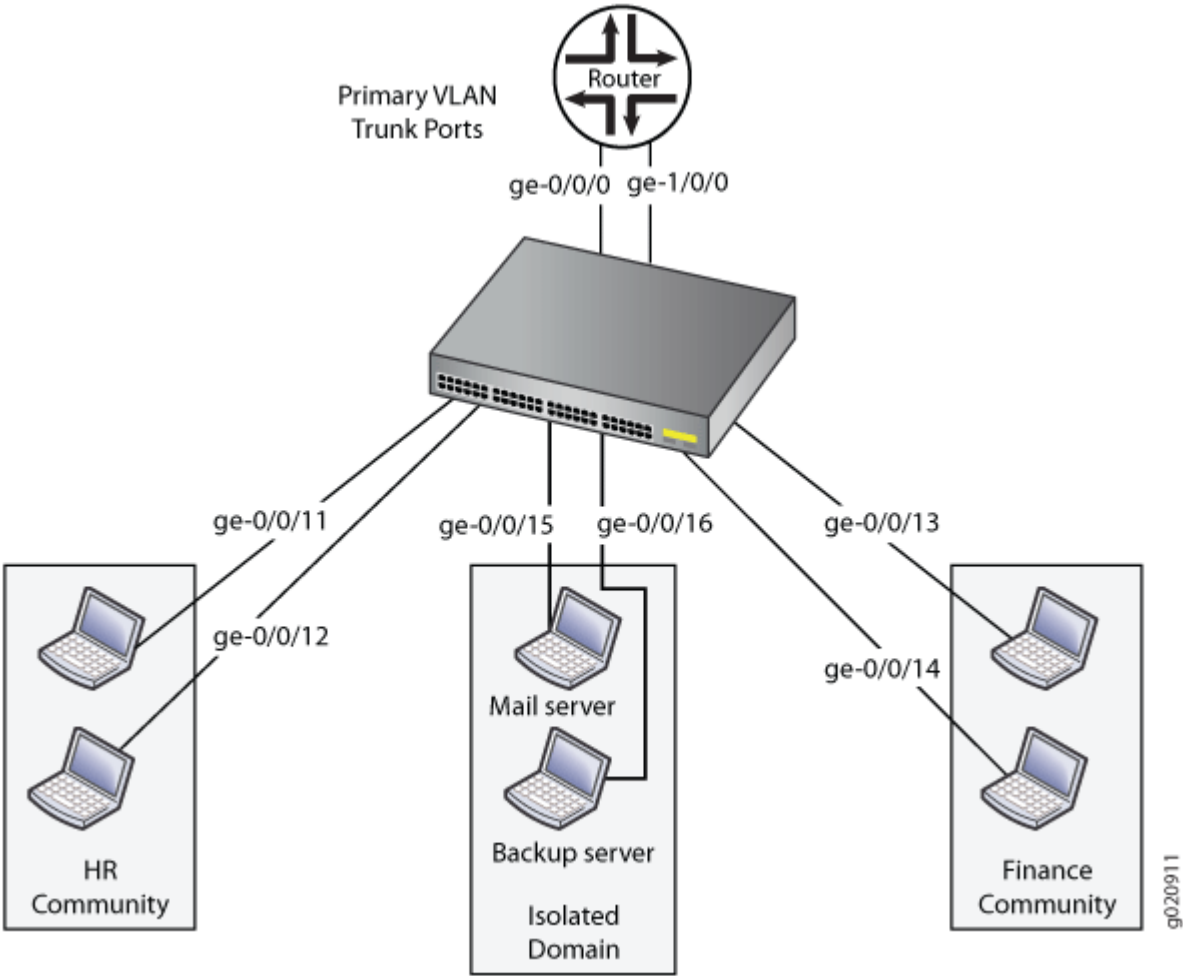 Router
Primary VLAN
Trunk Ports
ge-0/0/0
ge-1/0/0
ge-0/0/11
ge-0/0/15
ge-0/0/16
ge-0/0/13
ge-0/0/12
ge-0/0/14
Mail server
Backup server
HR
Community
Isolated
Domain
Finance
Community
g020911